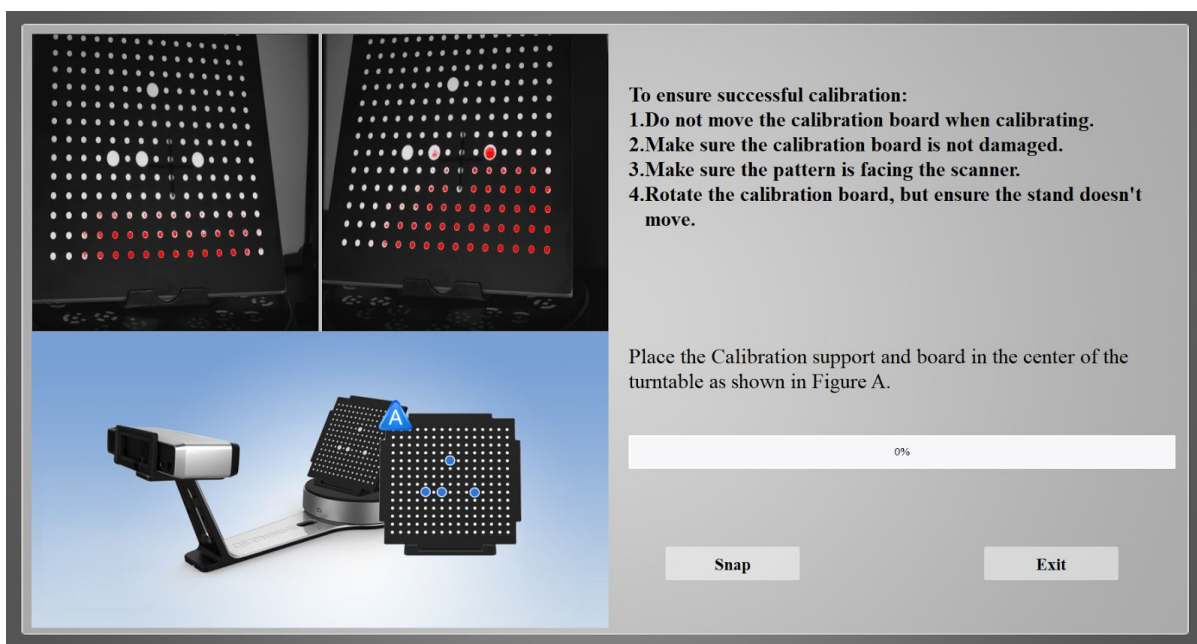 To ensure successful calibration:
1.Do not move the calibration board when calibrating.
2.Make sure the calibration board is not damaged.
3.Make sure the pattern is facing the scanner.
4.Rotate the calibration board, but ensure the stand doesn't
move.
Place the Calibration support and board in the center of the
turntable as shown in Figure A.
0%
Snap
Exit
A